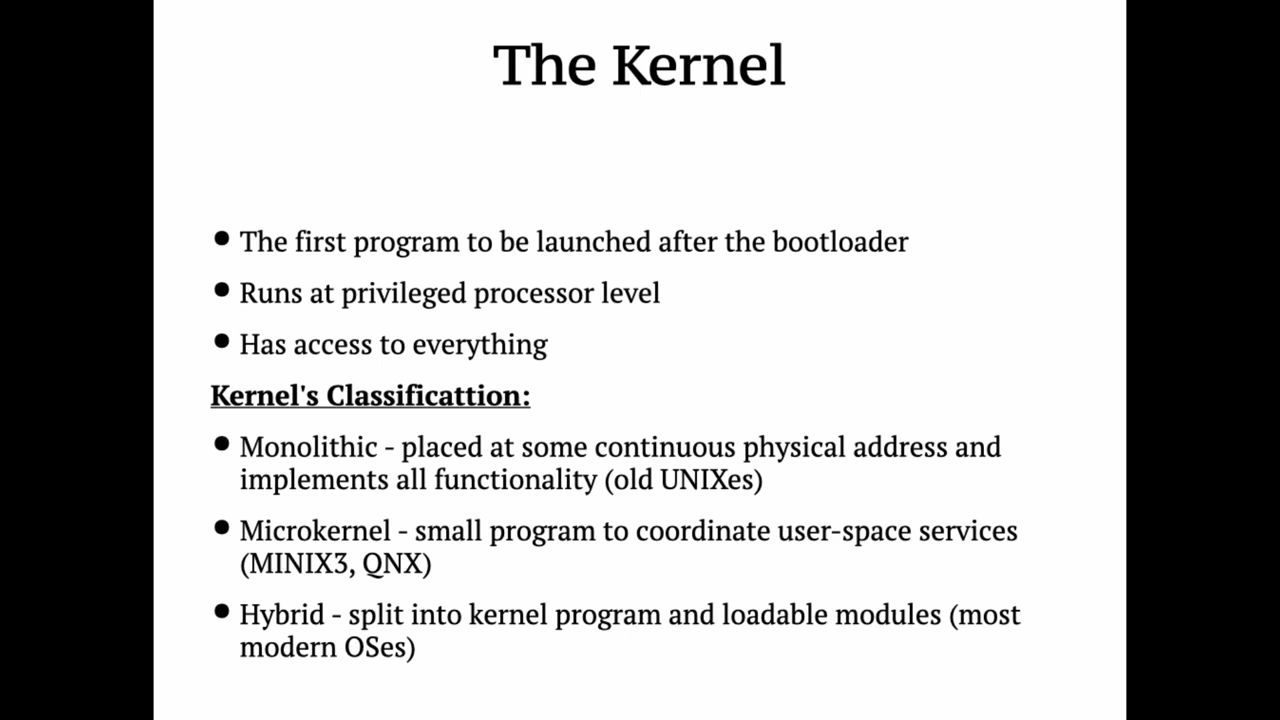 The Kernel
● The first program to be launched after the bootloader
● Runs at privileged processor level
● Has access to everything
Kernel's Classificattion:
● Monolithic - placed at some continuous physical address and
implements all functionality (old UNIXes)
● Microkernel - small program to coordinate user-space services
(MINIX3, QNX)
● Hybrid - split into kernel program and loadable modules (most
modern OSes)